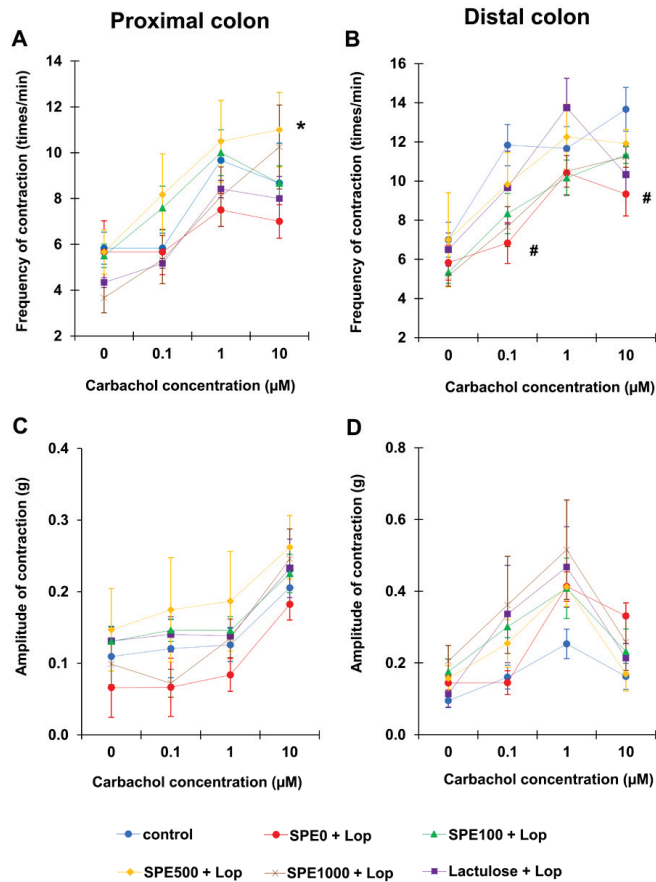 Proximal colon
Distal colon
A
B
Frequency of contraction (times/min)
14
12
10
8
6
4
2
*
0 0.1 1 10
Carbachol concentration (µM)
Frequency of contraction (times/min)
16
14
12
10
8
6
4
2
#
#
0 0.1 1 10
Carbachol concentration (µM)
C
D
Amplitude of contraction (g)
0.4
0.3
0.2
0.1
0.0
0 0.1 1 10
Carbachol concentration (µM)
Amplitude of contraction (g)
0.8
0.6
0.4
0.2
0.0
0 0.1 1 10
Carbachol concentration (µM)
control
SPE0 + Lop
SPE100 + Lop
SPE500 + Lop
SPE1000 + Lop
Lactulose + Lop